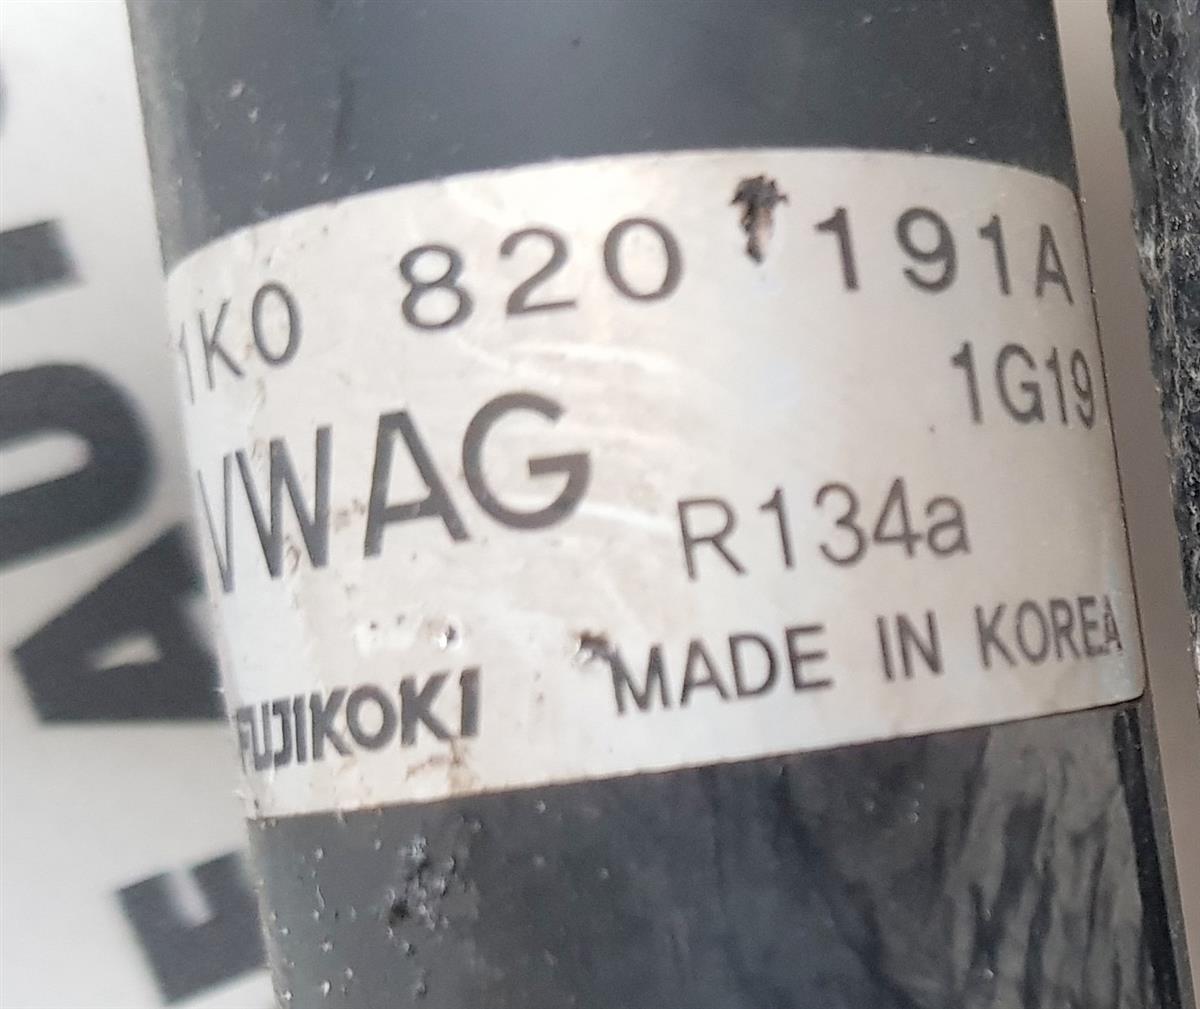 1K0 820 191A
1G19
VWAG
R134a
FUJIKOKI MADE IN KOREA